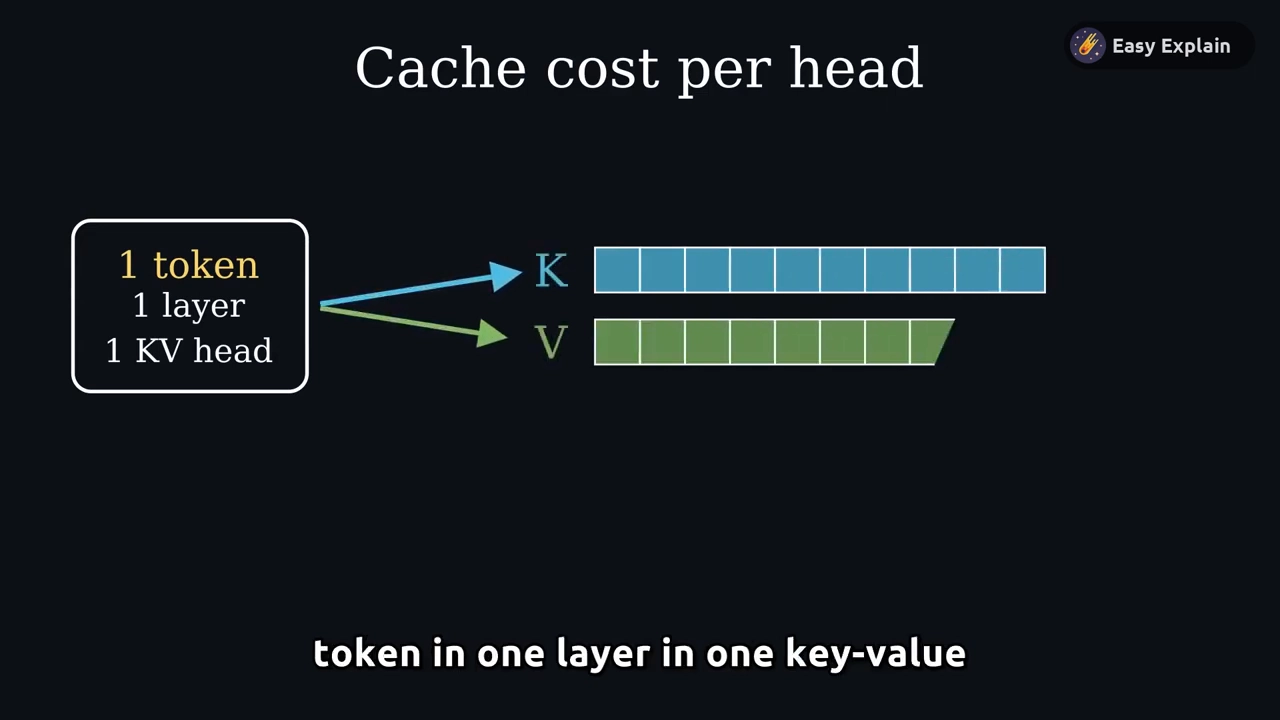 Cache cost per head
Easy Explain
1 token
1 layer
1 KV head
K
V
token in one layer in one key-value